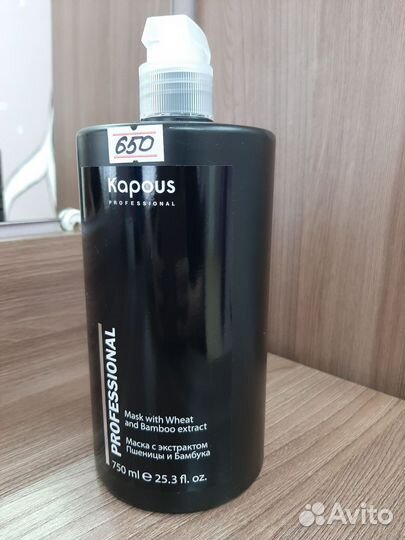 650
Kapous
PROFESSIONAL
PROFESSIONAL
Mask with Wheat
and Bamboo extract
Маска с экстрактом
Пшеницы и Бамбука
750 ml ℮ 25.3 fl. oz.
Avito